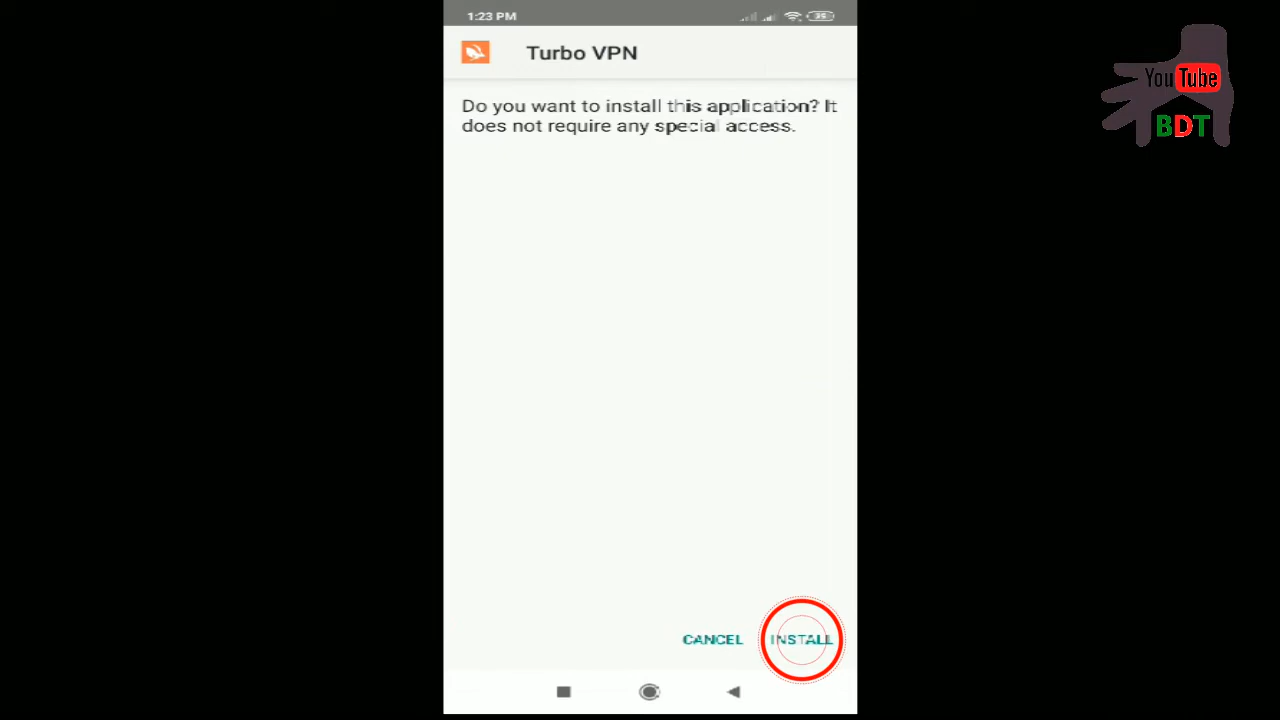 1:23 PM
35
Turbo VPN
Do you want to install this application? It
does not require any special access.
CANCEL INSTALL
YouTube
BDT